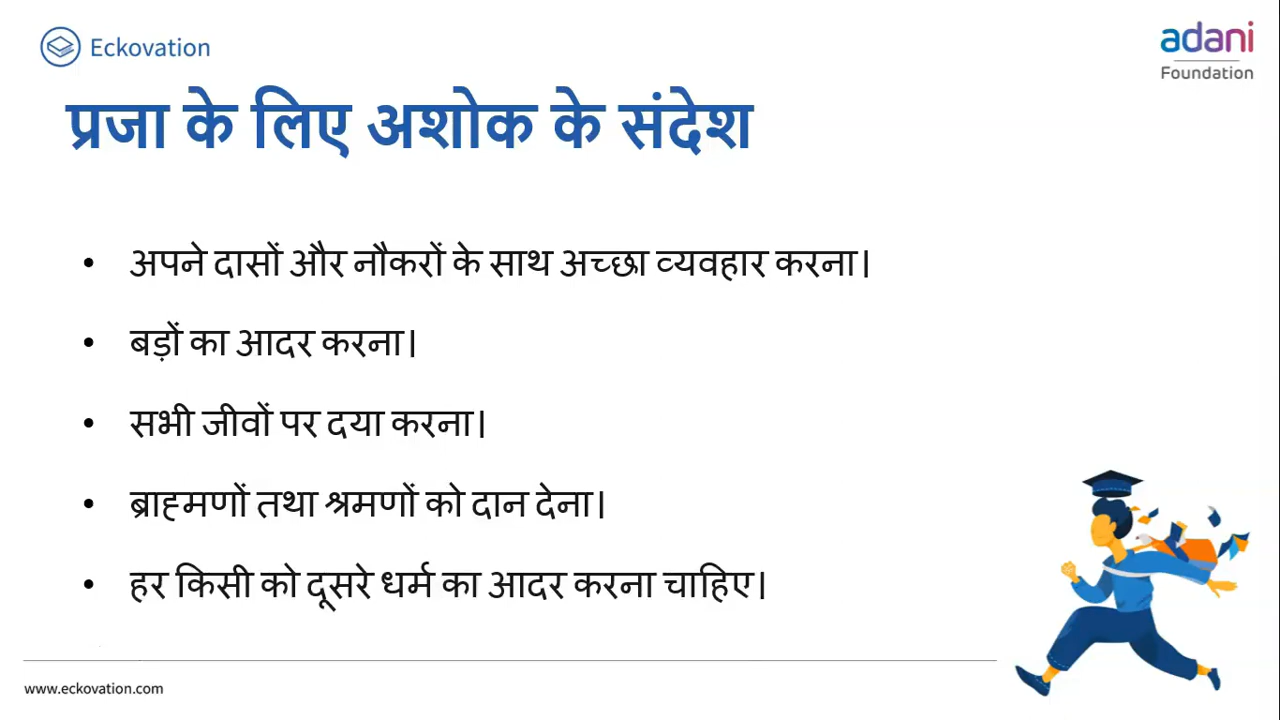 Eckovation
adani
Foundation
प्रजा के लिए अशोक के संदेश
• अपने दासों और नौकरों के साथ अच्छा व्यवहार करना।
• बड़ों का आदर करना।
• सभी जीवों पर दया करना।
• ब्राह्मणों तथा श्रमणों को दान देना।
• हर किसी को दूसरे धर्म का आदर करना चाहिए।
www.eckovation.com